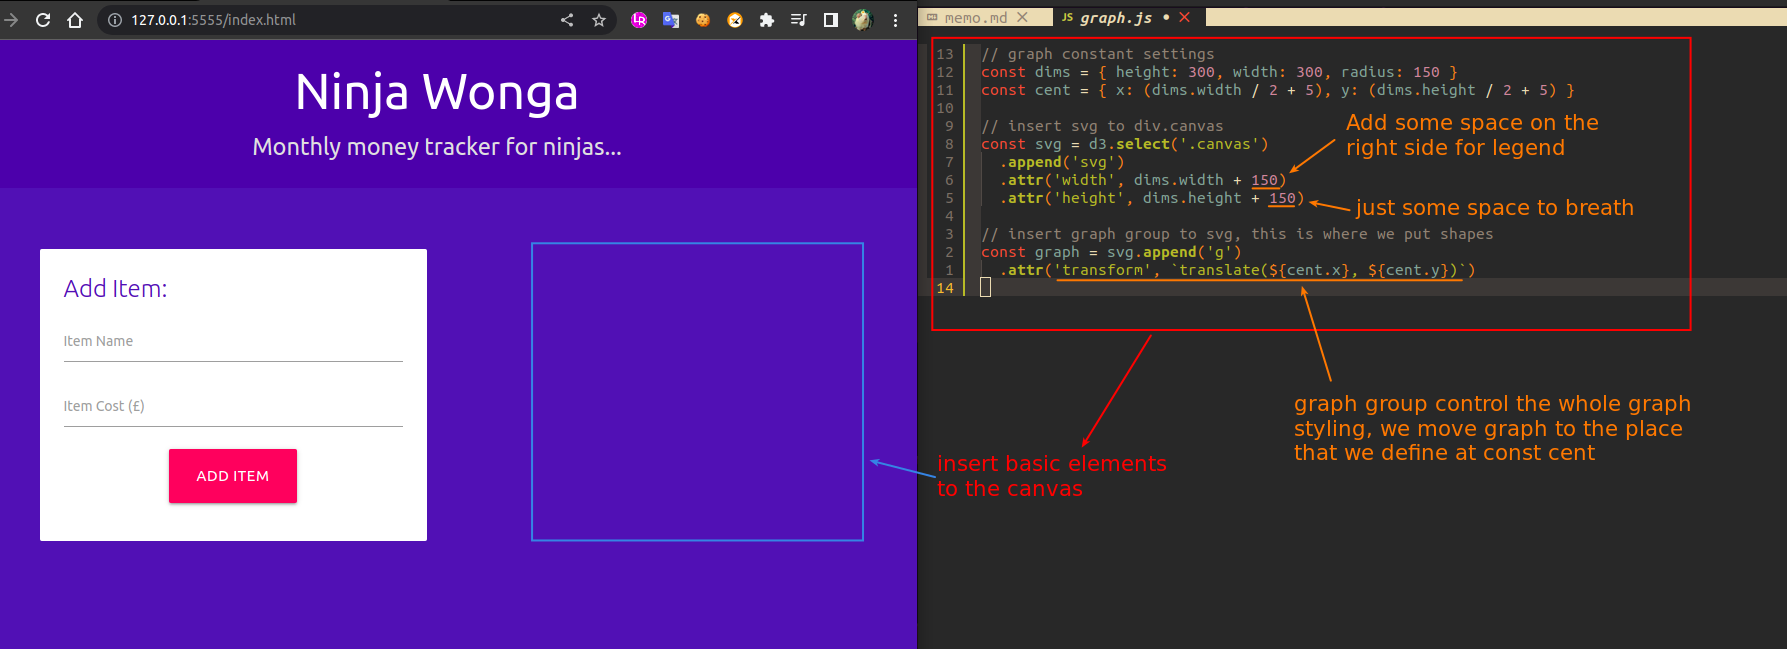 127.0.0.1:5555/index.html
Ninja Wonga
Monthly money tracker for ninjas...
Add Item:
Item Name
Item Cost (£)
ADD ITEM
memo.md
JS graph.js
13 // graph constant settings
12 const dims = { height: 300, width: 300, radius: 150 }
11 const cent = { x: (dims.width / 2 + 5), y: (dims.height / 2 + 5) }
10
9 // insert svg to div.canvas
8 const svg = d3.select('.canvas')
7 .append('svg')
6 .attr('width', dims.width + 150)
5 .attr('height', dims.height + 150)
4
3 // insert graph group to svg, this is where we put shapes
2 const graph = svg.append('g')
1 .attr('transform', `translate(${cent.x}, ${cent.y})`)
14
Add some space on the
right side for legend
just some space to breath
graph group control the whole graph
styling, we move graph to the place
that we define at const cent
insert basic elements
to the canvas